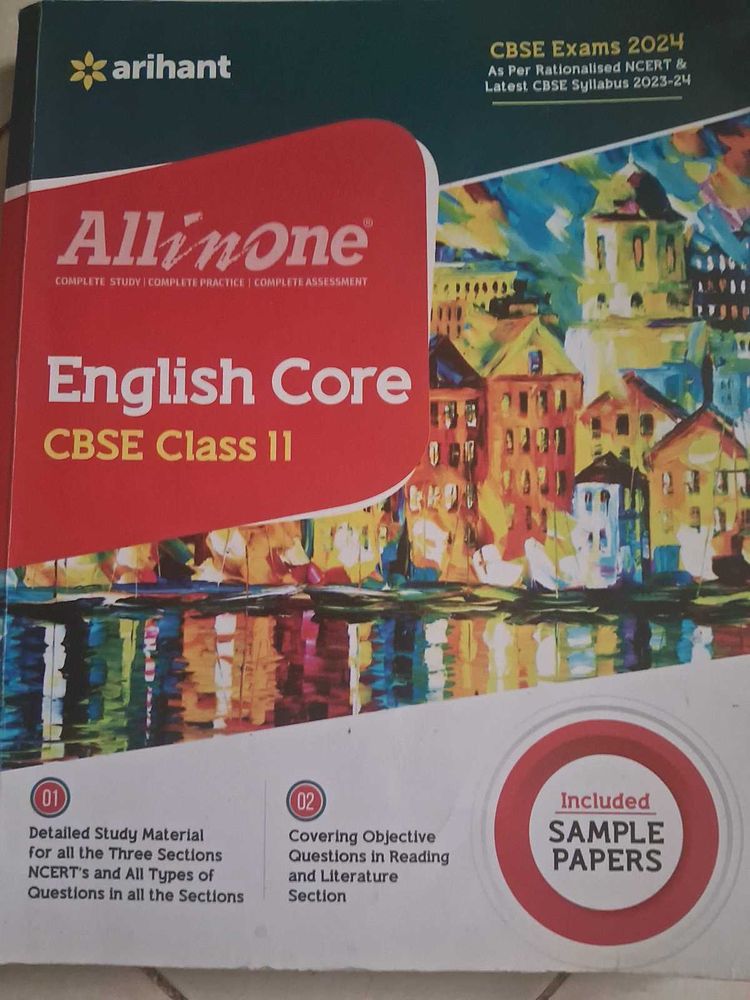 arihant
CBSE Exams 2024
As Per Rationalised NCERT &
Latest CBSE Syllabus 2023-24
All in One®
COMPLETE STUDY | COMPLETE PRACTICE | COMPLETE ASSESSMENT
English Core
CBSE Class 11
01
Detailed Study Material
for all the Three Sections
NCERT's and All Types of
Questions in all the Sections
02
Covering Objective
Questions in Reading
and Literature
Section
Included
SAMPLE
PAPERS